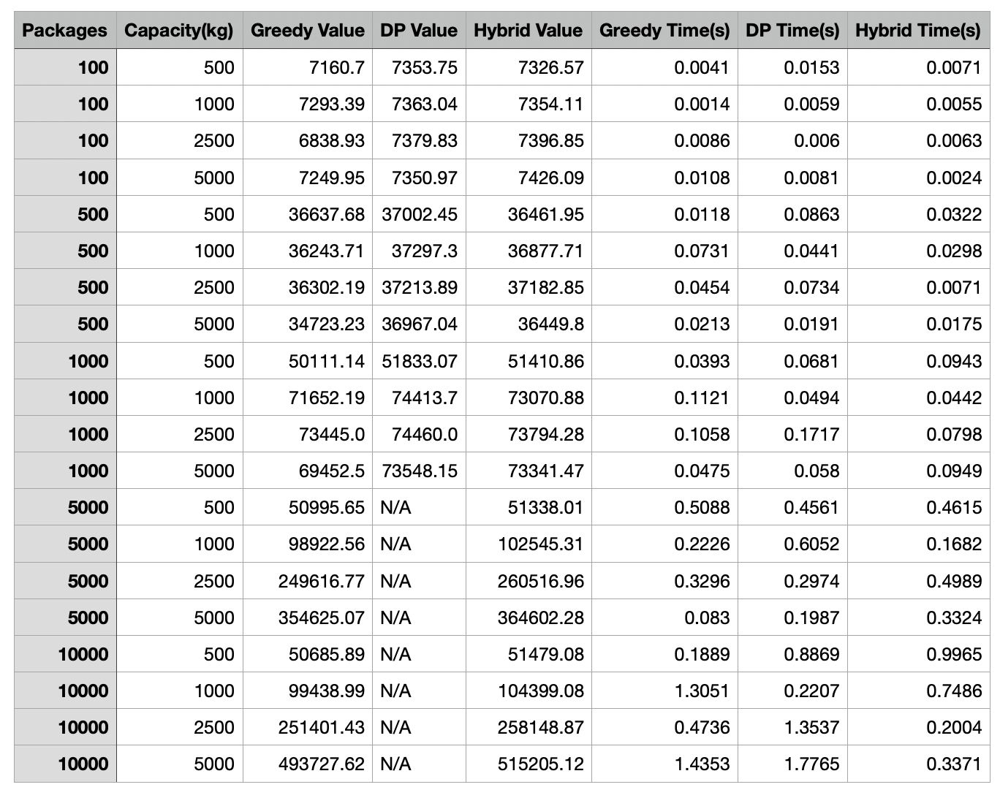 Packages Capacity(kg) Greedy Value DP Value Hybrid Value Greedy Time(s) DP Time(s) Hybrid Time(s)
100 500 7160.7 7353.75 7326.57 0.0041 0.0153 0.0071
100 1000 7293.39 7363.04 7354.11 0.0014 0.0059 0.0055
100 2500 6838.93 7379.83 7396.85 0.0086 0.006 0.0063
100 5000 7249.95 7350.97 7426.09 0.0108 0.0081 0.0024
500 500 36637.68 37002.45 36461.95 0.0118 0.0863 0.0322
500 1000 36243.71 37297.3 36877.71 0.0731 0.0441 0.0298
500 2500 36302.19 37213.89 37182.85 0.0454 0.0734 0.0071
500 5000 34723.23 36967.04 36449.8 0.0213 0.0191 0.0175
1000 500 50111.14 51833.07 51410.86 0.0393 0.0681 0.0943
1000 1000 71652.19 74413.7 73070.88 0.1121 0.0494 0.0442
1000 2500 73445.0 74460.0 73794.28 0.1058 0.1717 0.0798
1000 5000 69452.5 73548.15 73341.47 0.0475 0.058 0.0949
5000 500 50995.65 N/A 51338.01 0.5088 0.4561 0.4615
5000 1000 98922.56 N/A 102545.31 0.2226 0.6052 0.1682
5000 2500 249616.77 N/A 260516.96 0.3296 0.2974 0.4989
5000 5000 354625.07 N/A 364602.28 0.083 0.1987 0.3324
10000 500 50685.89 N/A 51479.08 0.1889 0.8869 0.9965
10000 1000 99438.99 N/A 104399.08 1.3051 0.2207 0.7486
10000 2500 251401.43 N/A 258148.87 0.4736 1.3537 0.2004
10000 5000 493727.62 N/A 515205.12 1.4353 1.7765 0.3371